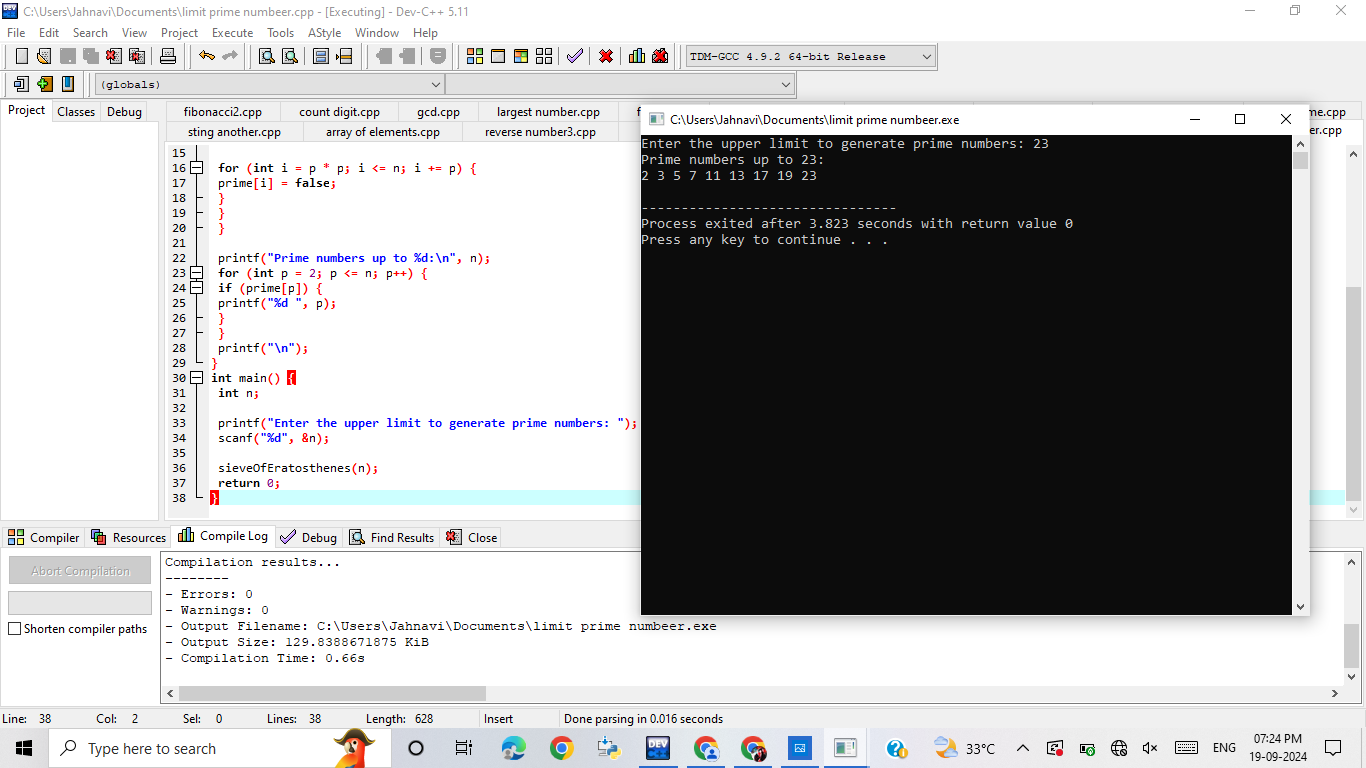 C:\Users\Jahnavi\Documents\limit prime numbeer.cpp - [Executing] - Dev-C++ 5.11
File Edit Search View Project Execute Tools AStyle Window Help
TDM-GCC 4.9.2 64-bit Release
(globals)
Project Classes Debug
fibonacci2.cpp count digit.cpp gcd.cpp largest number.cpp
sting another.cpp array of elements.cpp reverse number3.cpp
15
16 for (int i = p * p; i <= n; i += p) {
17 prime[i] = false;
18 }
19 }
20 }
21
22 printf("Prime numbers up to %d:\n", n);
23 for (int p = 2; p <= n; p++) {
24 if (prime[p]) {
25 printf("%d ", p);
26 }
27 }
28 printf("\n");
29 }
30 int main() {
31 int n;
32
33 printf("Enter the upper limit to generate prime numbers: ");
34 scanf("%d", &n);
35
36 sieveOfEratosthenes(n);
37 return 0;
38 }
C:\Users\Jahnavi\Documents\limit prime numbeer.exe
Enter the upper limit to generate prime numbers: 23
Prime numbers up to 23:
2 3 5 7 11 13 17 19 23
--------------------------------
Process exited after 3.823 seconds with return value 0
Press any key to continue . . .
Compiler Resources Compile Log Debug Find Results Close
Abort Compilation
Shorten compiler paths
Compilation results...
--------
- Errors: 0
- Warnings: 0
- Output Filename: C:\Users\Jahnavi\Documents\limit prime numbeer.exe
- Output Size: 129.8388671875 KiB
- Compilation Time: 0.66s
Line: 38 Col: 2 Sel: 0 Lines: 38 Length: 628 Insert Done parsing in 0.016 seconds
Type here to search
DEV
33°C
ENG
07:24 PM
19-09-2024